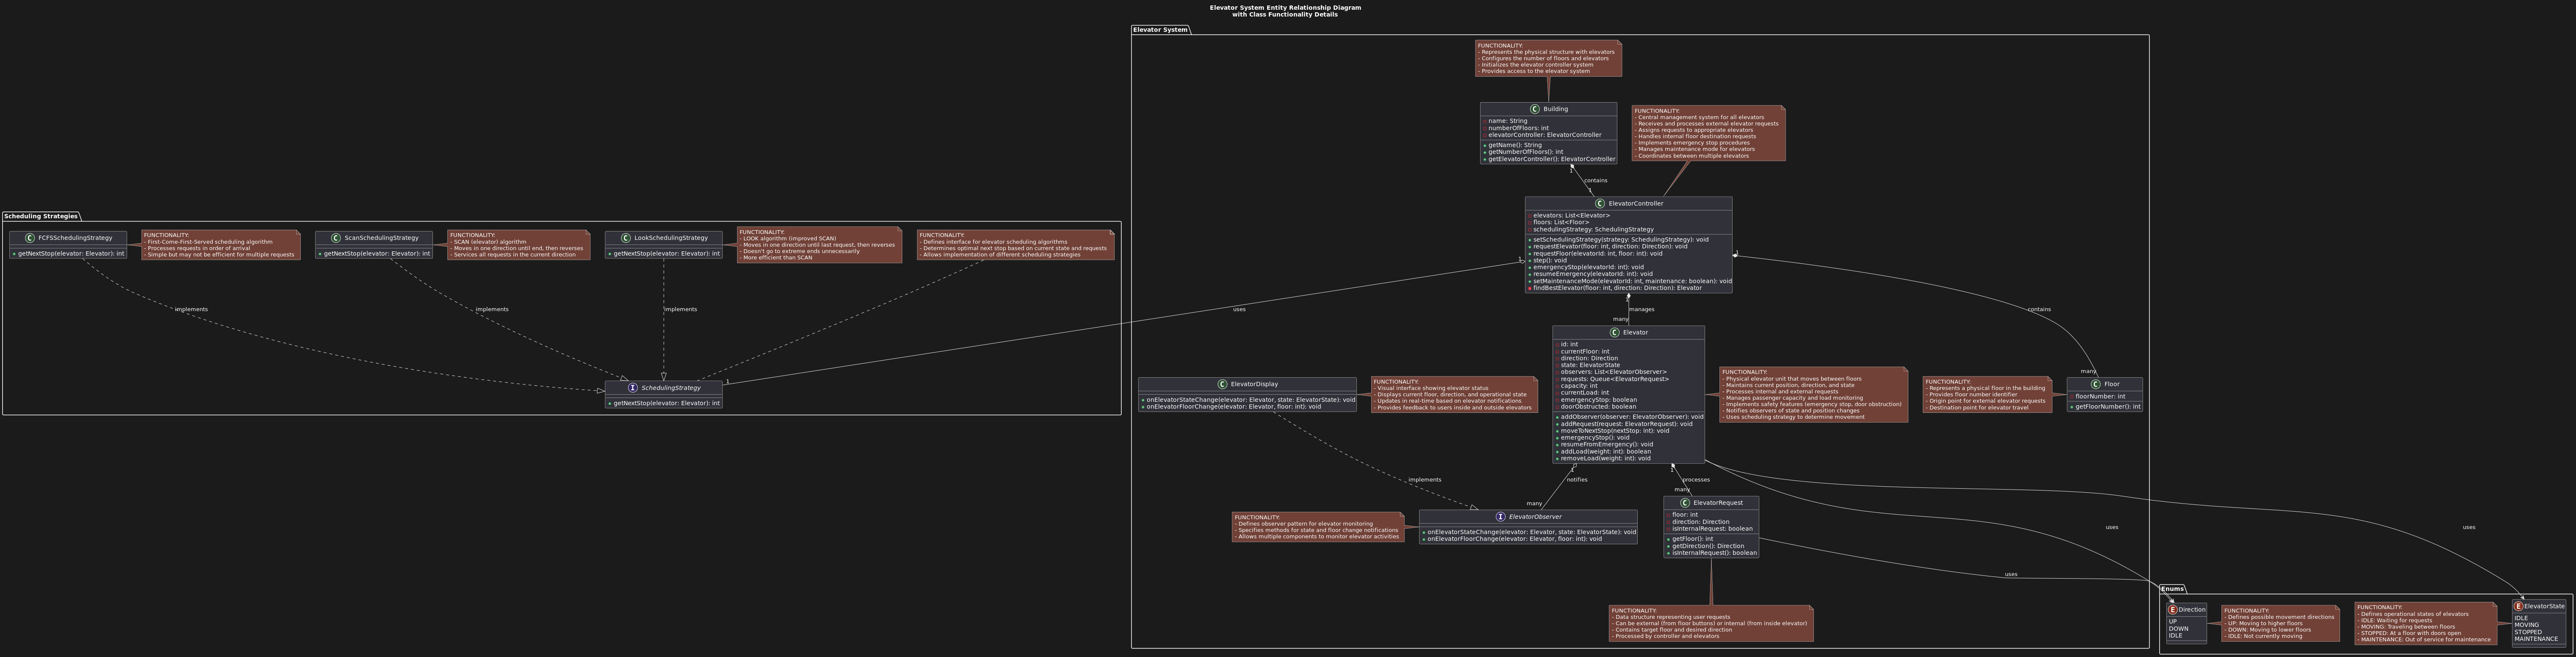 Elevator System Entity Relationship Diagram
with Class Functionality Details
Elevator System
FUNCTIONALITY:
- Represents the physical structure with elevators
- Configures the number of floors and elevators
- Initializes the elevator controller system
- Provides access to the elevator system
C Building
name: String
numberOfFloors: int
elevatorController: ElevatorController
getName(): String
getNumberOfFloors(): int
getElevatorController(): ElevatorController
FUNCTIONALITY:
- Central management system for all elevators
- Receives and processes external elevator requests
- Assigns requests to appropriate elevators
- Handles internal floor destination requests
- Implements emergency stop procedures
- Manages maintenance mode for elevators
- Coordinates between multiple elevators
1
contains
1
C ElevatorController
elevators: List<Elevator>
floors: List<Floor>
schedulingStrategy: SchedulingStrategy
setSchedulingStrategy(strategy: SchedulingStrategy): void
requestElevator(floor: int, direction: Direction): void
requestFloor(elevatorId: int, floor: int): void
step(): void
emergencyStop(elevatorId: int): void
resumeEmergency(elevatorId: int): void
setMaintenanceMode(elevatorId: int, maintenance: boolean): void
findBestElevator(floor: int, direction: Direction): Elevator
Scheduling Strategies
C FCFSSchedulingStrategy
getNextStop(elevator: Elevator): int
FUNCTIONALITY:
- First-Come-First-Served scheduling algorithm
- Processes requests in order of arrival
- Simple but may not be efficient for multiple requests
C ScanSchedulingStrategy
getNextStop(elevator: Elevator): int
FUNCTIONALITY:
- SCAN (elevator) algorithm
- Moves in one direction until end, then reverses
- Services all requests in the current direction
C LookSchedulingStrategy
getNextStop(elevator: Elevator): int
FUNCTIONALITY:
- LOOK algorithm (improved SCAN)
- Moves in one direction until last request, then reverses
- Doesn't go to extreme ends unnecessarily
- More efficient than SCAN
FUNCTIONALITY:
- Defines interface for elevator scheduling algorithms
- Determines optimal next stop based on current state and requests
- Allows implementation of different scheduling strategies
implements
implements
implements
I SchedulingStrategy
getNextStop(elevator: Elevator): int
1
uses
1
1
manages
many
1
contains
many
C Elevator
id: int
currentFloor: int
direction: Direction
state: ElevatorState
observers: List<ElevatorObserver>
requests: Queue<ElevatorRequest>
capacity: int
currentLoad: int
emergencyStop: boolean
doorObstructed: boolean
addObserver(observer: ElevatorObserver): void
addRequest(request: ElevatorRequest): void
moveToNextStop(nextStop: int): void
emergencyStop(): void
resumeFromEmergency(): void
addLoad(weight: int): boolean
removeLoad(weight: int): void
C ElevatorDisplay
onElevatorStateChange(elevator: Elevator, state: ElevatorState): void
onElevatorFloorChange(elevator: Elevator, floor: int): void
FUNCTIONALITY:
- Visual interface showing elevator status
- Displays current floor, direction, and operational state
- Updates in real-time based on elevator notifications
- Provides feedback to users inside and outside elevators
FUNCTIONALITY:
- Physical elevator unit that moves between floors
- Maintains current position, direction, and state
- Processes internal and external requests
- Manages passenger capacity and load monitoring
- Implements safety features (emergency stop, door obstruction)
- Notifies observers of state and position changes
- Uses scheduling strategy to determine movement
FUNCTIONALITY:
- Represents a physical floor in the building
- Provides floor number identifier
- Origin point for external elevator requests
- Destination point for elevator travel
C Floor
floorNumber: int
getFloorNumber(): int
implements
1
notifies
many
1
processes
many
FUNCTIONALITY:
- Defines observer pattern for elevator monitoring
- Specifies methods for state and floor change notifications
- Allows multiple components to monitor elevator activities
I ElevatorObserver
onElevatorStateChange(elevator: Elevator, state: ElevatorState): void
onElevatorFloorChange(elevator: Elevator, floor: int): void
C ElevatorRequest
floor: int
direction: Direction
isInternalRequest: boolean
getFloor(): int
getDirection(): Direction
isInternalRequest(): boolean
uses
uses
uses
FUNCTIONALITY:
- Data structure representing user requests
- Can be external (from floor buttons) or internal (from inside elevator)
- Contains target floor and desired direction
- Processed by controller and elevators
Enums
E Direction
UP
DOWN
IDLE
FUNCTIONALITY:
- Defines possible movement directions
- UP: Moving to higher floors
- DOWN: Moving to lower floors
- IDLE: Not currently moving
FUNCTIONALITY:
- Defines operational states of elevators
- IDLE: Waiting for requests
- MOVING: Traveling between floors
- STOPPED: At a floor with doors open
- MAINTENANCE: Out of service for maintenance
E ElevatorState
IDLE
MOVING
STOPPED
MAINTENANCE